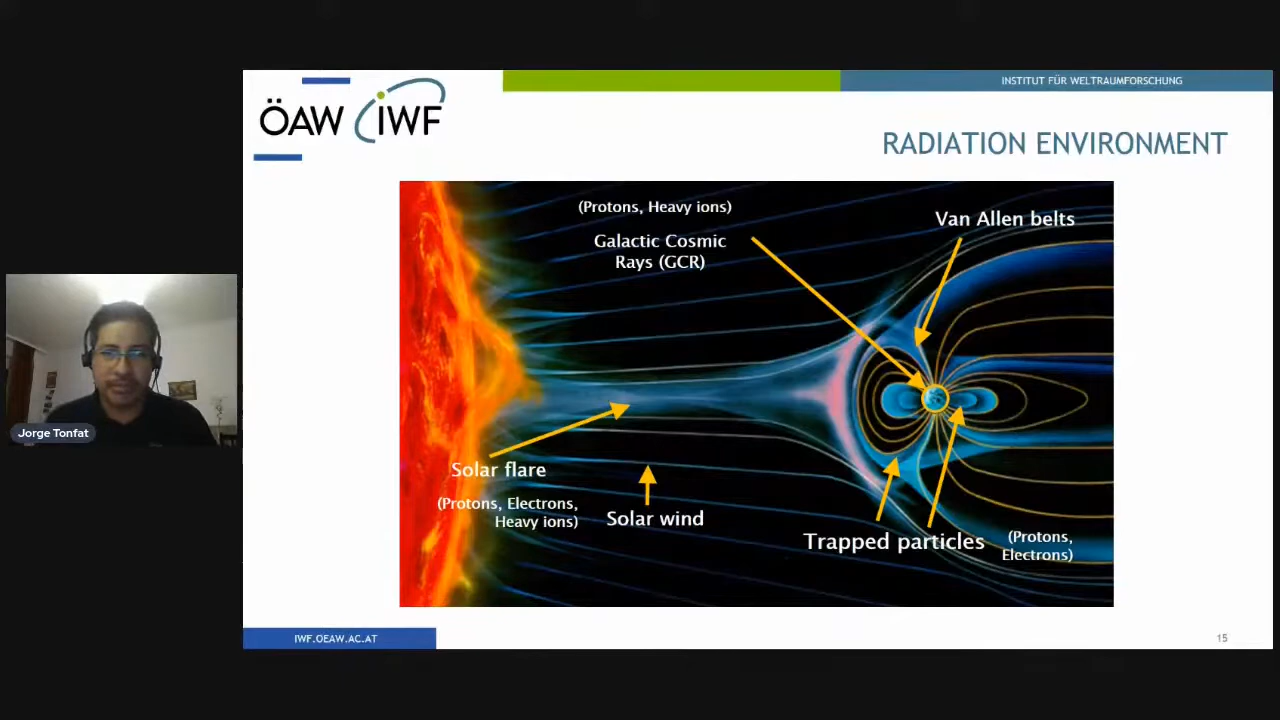 ÖAW IWF
INSTITUT FÜR WELTRAUMFORSCHUNG
RADIATION ENVIRONMENT
(Protons, Heavy ions)
Galactic Cosmic
Rays (GCR)
Van Allen belts
Solar flare
(Protons, Electrons,
Heavy ions)
Solar wind
Trapped particles
(Protons,
Electrons)
Jorge Tonfat
IWF.OEAW.AC.AT
15